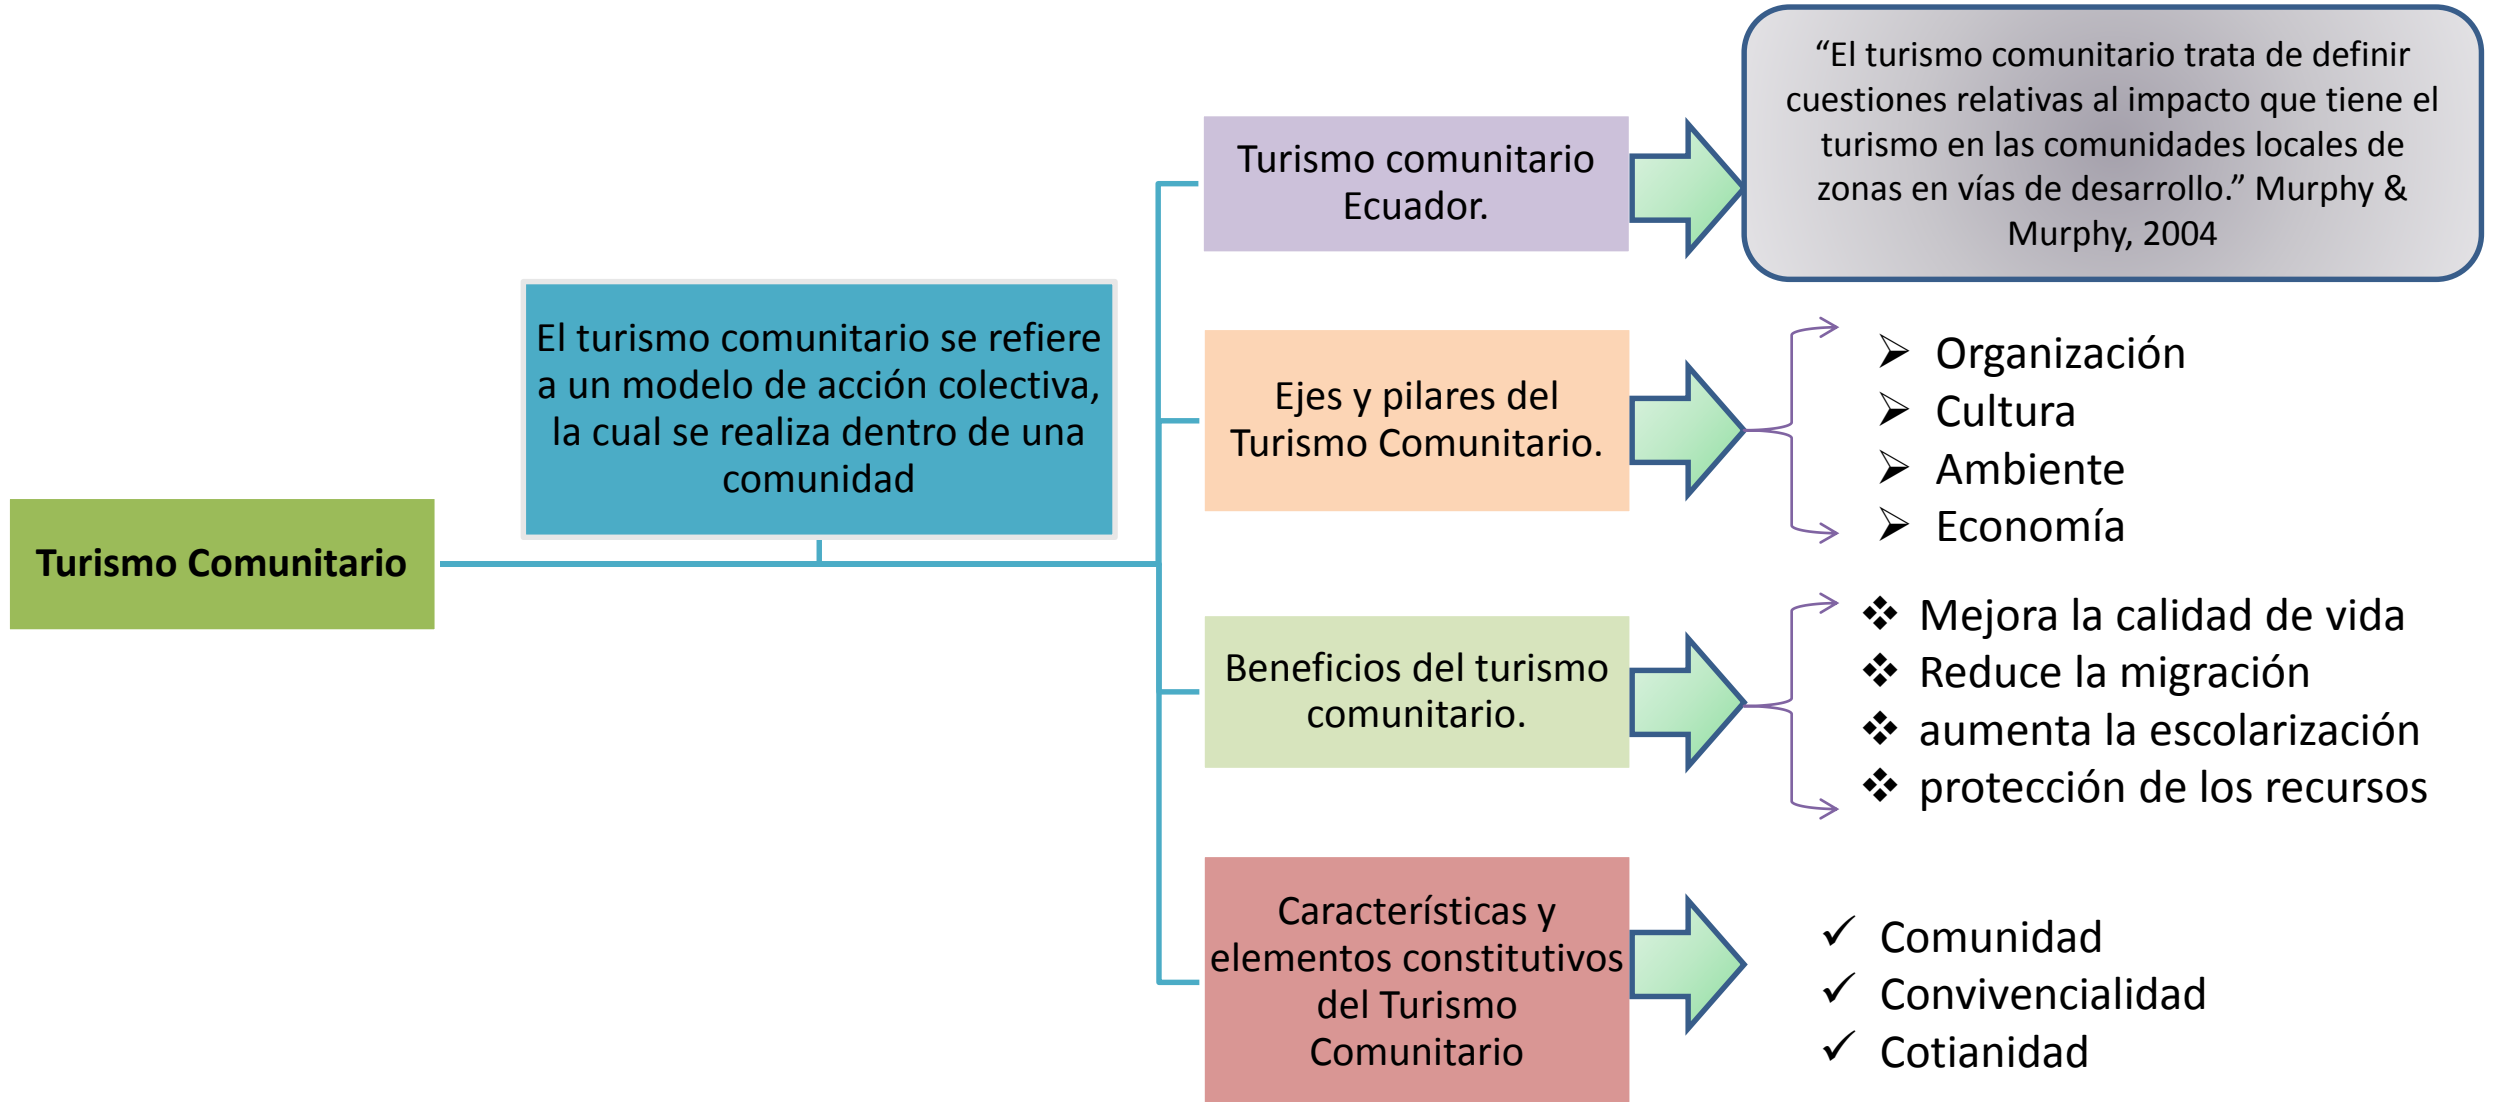 Turismo Comunitario
El turismo comunitario se refiere
a un modelo de acción colectiva,
la cual se realiza dentro de una
comunidad
Turismo comunitario
Ecuador.
“El turismo comunitario trata de definir
cuestiones relativas al impacto que tiene el
turismo en las comunidades locales de
zonas en vías de desarrollo.” Murphy &
Murphy, 2004
Ejes y pilares del
Turismo Comunitario.
Organización
Cultura
Ambiente
Economía
Beneficios del turismo
comunitario.
Mejora la calidad de vida
Reduce la migración
aumenta la escolarización
protección de los recursos
Características y
elementos constitutivos
del Turismo
Comunitario
Comunidad
Convivencialidad
Cotianidad